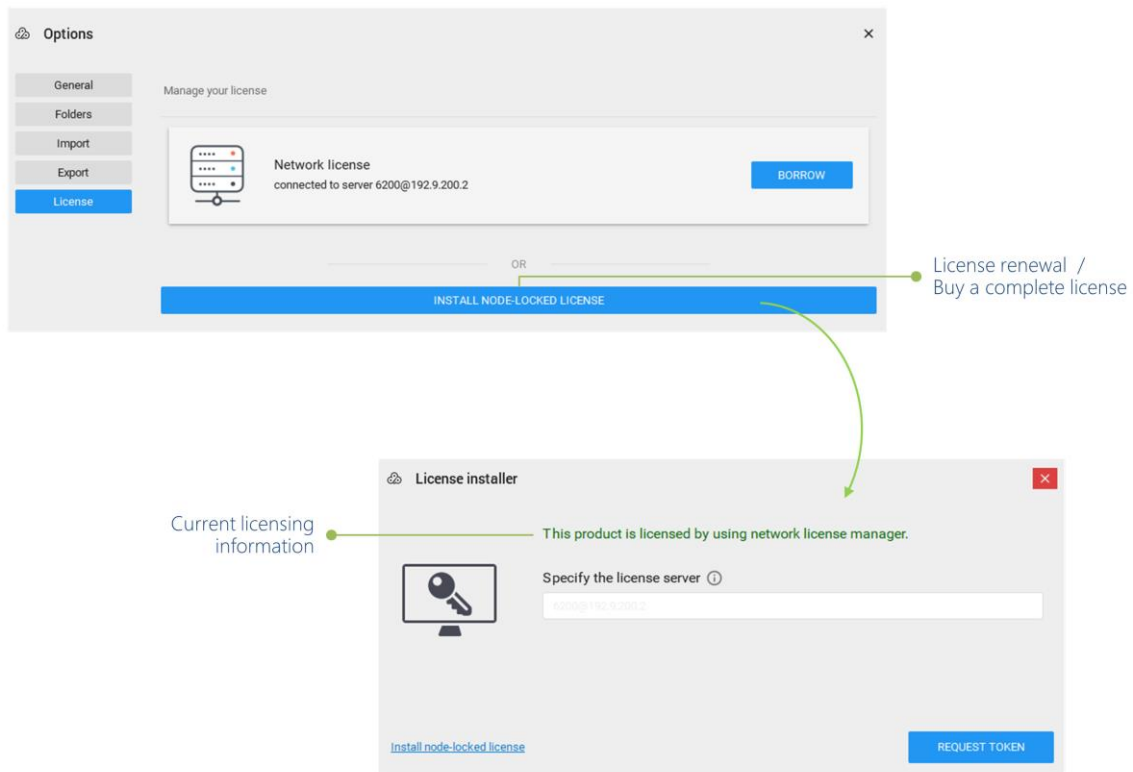 Options
General
Manage your license
Folders
Import
Export
License
Network license
connected to server 6200@192.9.200.2
BORROW
OR
INSTALL NODE-LOCKED LICENSE
License renewal /
Buy a complete license
License installer
Current licensing
information
This product is licensed by using network license manager.
Specify the license server
6200@192.9.200.2
Install node-locked license
REQUEST TOKEN